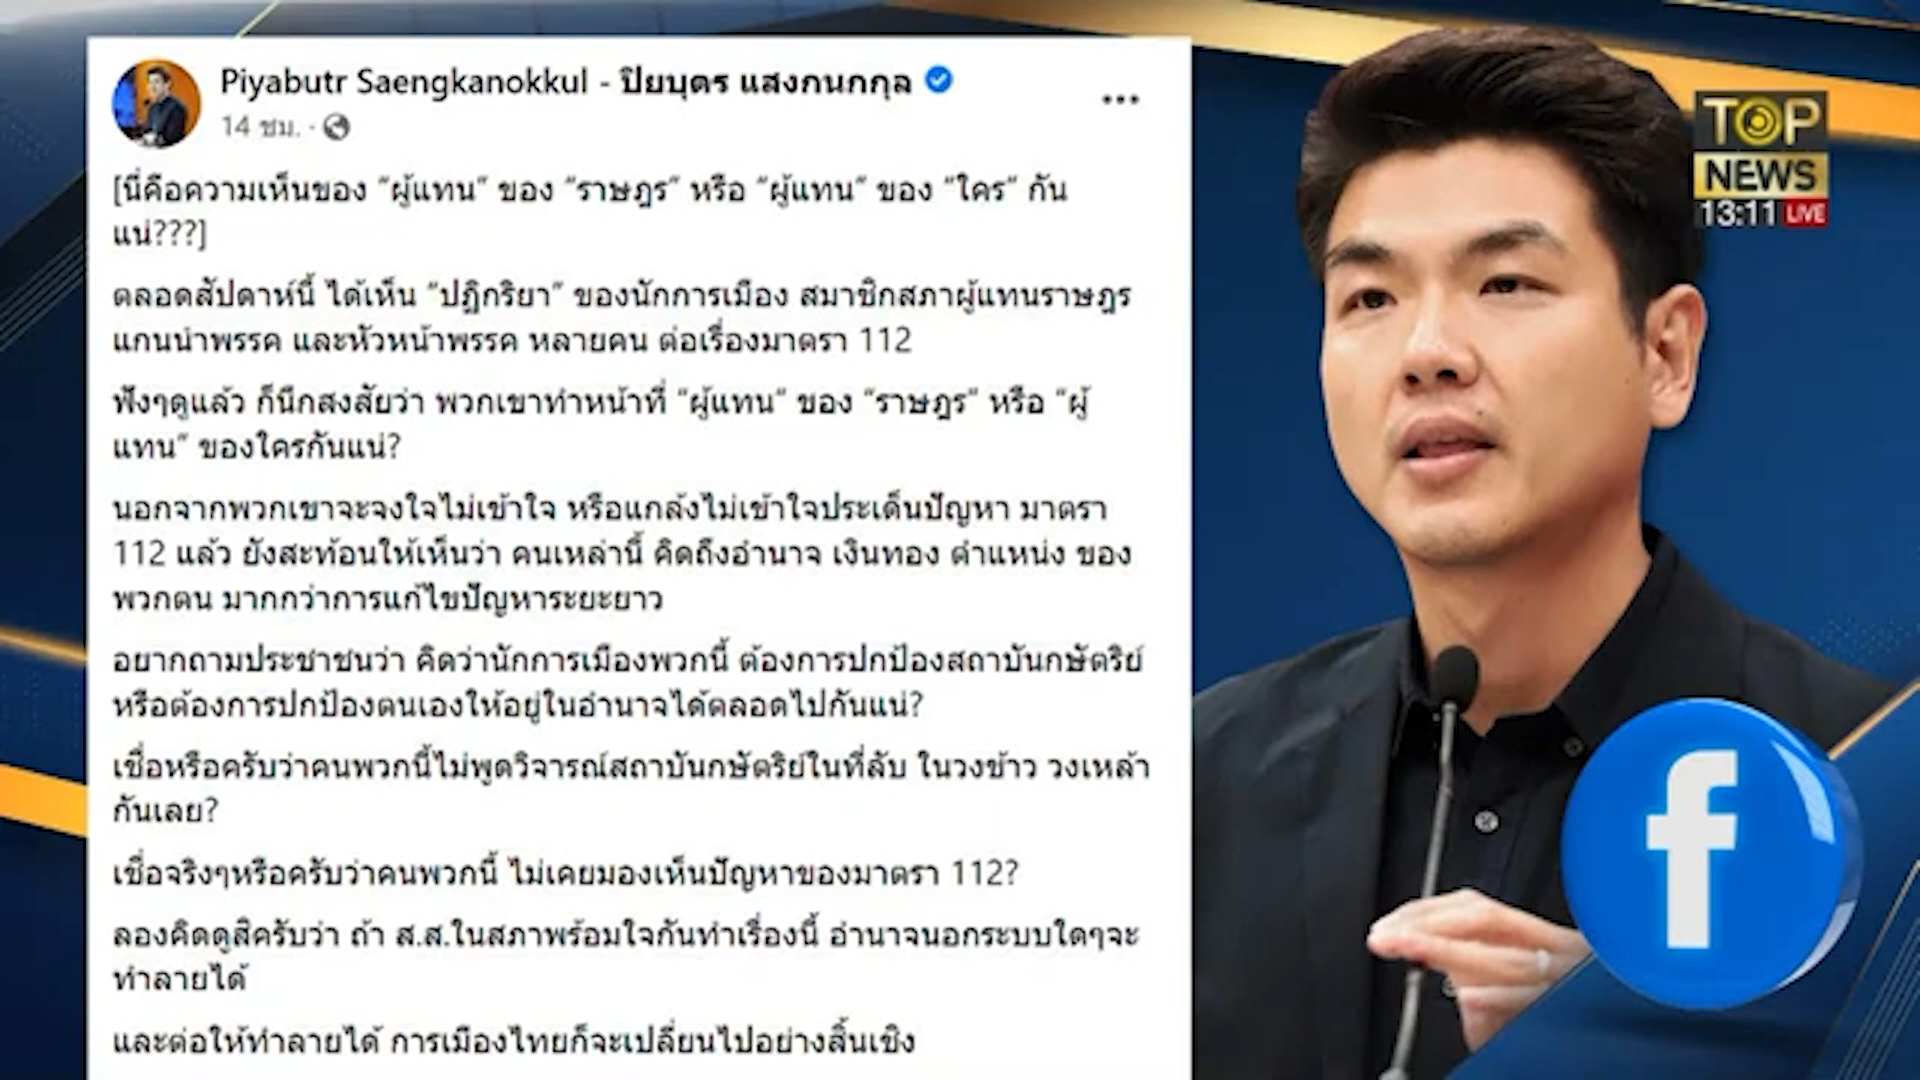 Piyabutr Saengkanokkul - ปิยบุตร แสงกนกกุล
14 ชม. ·
[นี่คือความเห็นของ “ผู้แทน” ของ “ราษฎร” หรือ “ผู้แทน” ของ “ใคร” กัน
แน่???]
ตลอดสัปดาห์นี้ ได้เห็น “ปฏิกริยา” ของนักการเมือง สมาชิกสภาผู้แทนราษฎร
แกนนำพรรค และหัวหน้าพรรค หลายคน ต่อเรื่องมาตรา 112
ฟังๆดูแล้ว ก็นึกสงสัยว่า พวกเขาทำหน้าที่ “ผู้แทน” ของ “ราษฎร” หรือ “ผู้
แทน” ของใครกันแน่?
นอกจากพวกเขาจะจงใจไม่เข้าใจ หรือแกล้งไม่เข้าใจประเด็นปัญหา มาตรา
112 แล้ว ยังสะท้อนให้เห็นว่า คนเหล่านี้ คิดถึงอำนาจ เงินทอง ตำแหน่ง ของ
พวกตน มากกว่าการแก้ไขปัญหาระยะยาว
อยากถามประชาชนว่า คิดว่านักการเมืองพวกนี้ ต้องการปกป้องสถาบันกษัตริย์
หรือต้องการปกป้องตนเองให้อยู่ในอำนาจได้ตลอดไปกันแน่?
เชื่อหรือครับว่าคนพวกนี้ไม่พูดวิจารณ์สถาบันกษัตริย์ในที่ลับ ในวงข้าว วงเหล้า
กันเลย?
เชื่อจริงๆหรือครับว่าคนพวกนี้ ไม่เคยมองเห็นปัญหาของมาตรา 112?
ลองคิดดูสิครับว่า ถ้า ส.ส.ในสภาพร้อมใจกันทำเรื่องนี้ อำนาจนอกระบบใดๆจะ
ทำลายได้
และต่อให้ทำลายได้ การเมืองไทยก็จะเปลี่ยนไปอย่างสิ้นเชิง
TOP
NEWS
13:11 LIVE
f